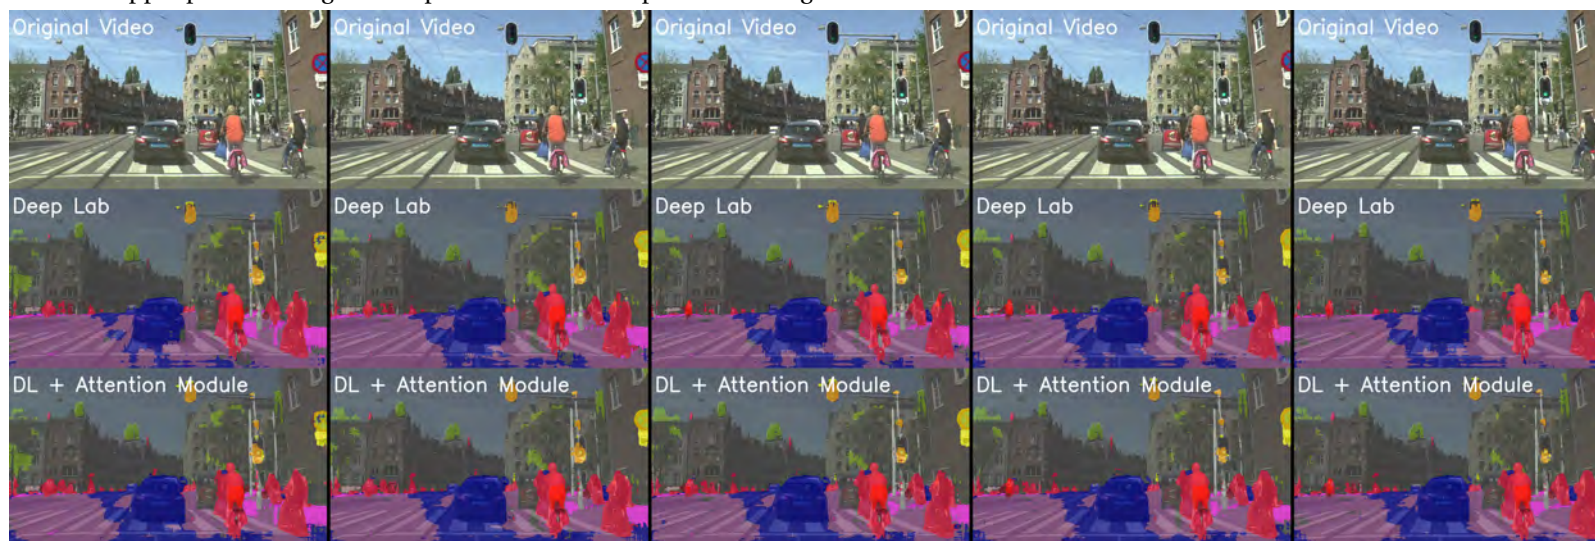 Original Video Original Video Original Video Original Video Original Video
Deep Lab Deep Lab Deep Lab Deep Lab Deep Lab
DL + Attention Module DL + Attention Module DL + Attention Module DL + Attention Module DL + Attention Module